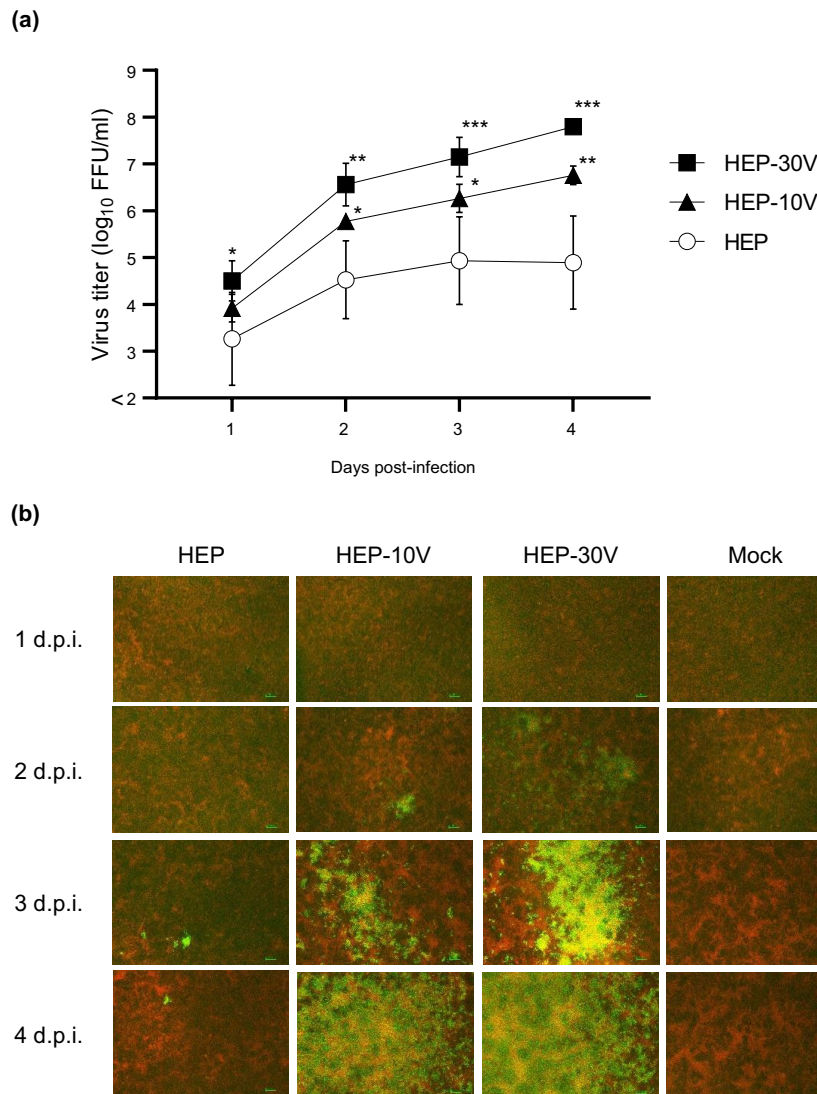 (a)
9
8
7
6
5
4
3
<2
Virus titer (log10 FFU/ml)
*
**
***
***
*
*
**
1 2 3 4
Days post-infection
HEP-30V
HEP-10V
HEP
(b)
HEP HEP-10V HEP-30V Mock
1 d.p.i.
2 d.p.i.
3 d.p.i.
4 d.p.i.